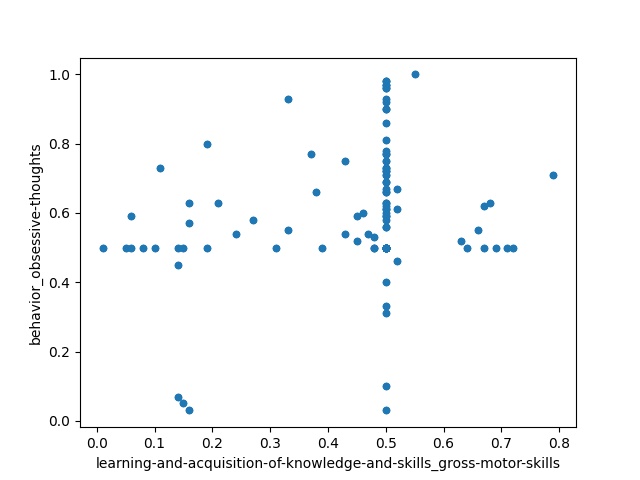 1.0
0.8
0.6
0.4
0.2
0.0
behavior_obsessive-thoughts
0.0 0.1 0.2 0.3 0.4 0.5 0.6 0.7 0.8
learning-and-acquisition-of-knowledge-and-skills_gross-motor-skills